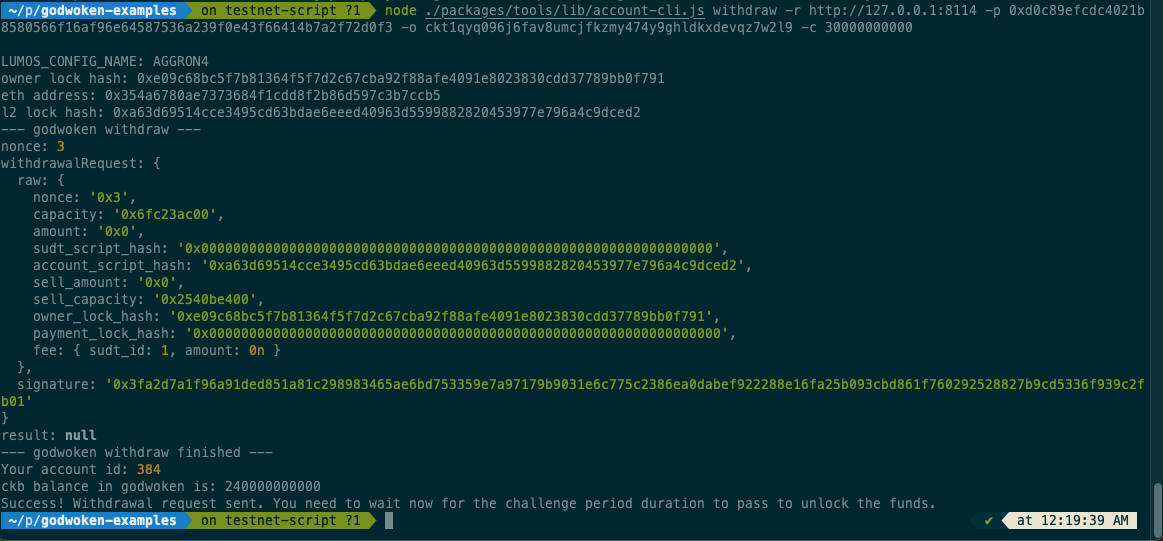 ~/p/godwoken-examples on testnet-script ?1 node ./packages/tools/lib/account-cli.js withdraw -r http://127.0.0.1:8114 -p 0xd0c89efcdc4021b
8580566f16af96e64587536a239f0e43f66414b7a2f72d0f3 -o ckt1qyq096j6fav8umcjfkzmy474y9ghldkxdevqz7w2l9 -c 30000000000
LUMOS_CONFIG_NAME: AGGRON4
owner lock hash: 0xe09c68bc5f7b81364f5f7d2c67cba92f88afe4091e8023830cdd37789bb0f791
eth address: 0x354a6780ae7373684f1cdd8f2b86d597c3b7ccb5
l2 lock hash: 0xa63d69514cce3495cd63bdae6eeed40963d5599882820453977e796a4c9dced2
--- godwoken withdraw ---
nonce: 3
withdrawalRequest: {
  raw: {
    nonce: '0x3',
    capacity: '0x6fc23ac00',
    amount: '0x0',
    sudt_script_hash: '0x0000000000000000000000000000000000000000000000000000000000000000',
    account_script_hash: '0xa63d69514cce3495cd63bdae6eeed40963d5599882820453977e796a4c9dced2',
    sell_amount: '0x0',
    sell_capacity: '0x2540be400',
    owner_lock_hash: '0xe09c68bc5f7b81364f5f7d2c67cba92f88afe4091e8023830cdd37789bb0f791',
    payment_lock_hash: '0x0000000000000000000000000000000000000000000000000000000000000000',
    fee: { sudt_id: 1, amount: 0n }
  },
  signature: '0x3fa2d7a1f96a91ded851a81c298983465ae6bd753359e7a97179b9031e6c775c2386ea0dabef922288e16fa25b093cbd861f760292528827b9cd5336f939c2f
b01'
}
result: null
--- godwoken withdraw finished ---
Your account id: 384
ckb balance in godwoken is: 240000000000
Success! Withdrawal request sent. You need to wait now for the challenge period duration to pass to unlock the funds.
~/p/godwoken-examples on testnet-script ?1 ✔ at 12:19:39 AM